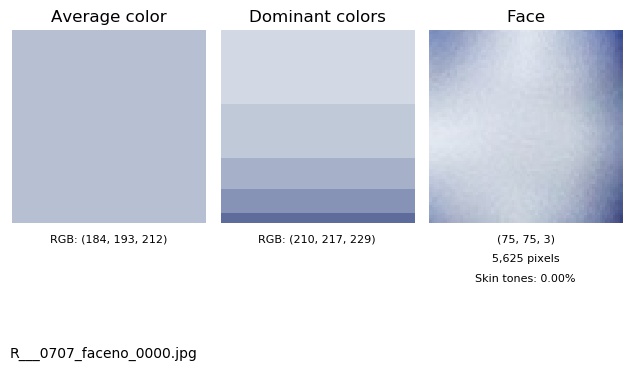 Average color
Dominant colors
Face
RGB: (184, 193, 212)
RGB: (210, 217, 229)
(75, 75, 3)
5,625 pixels
Skin tones: 0.00%
R___0707_faceno_0000.jpg